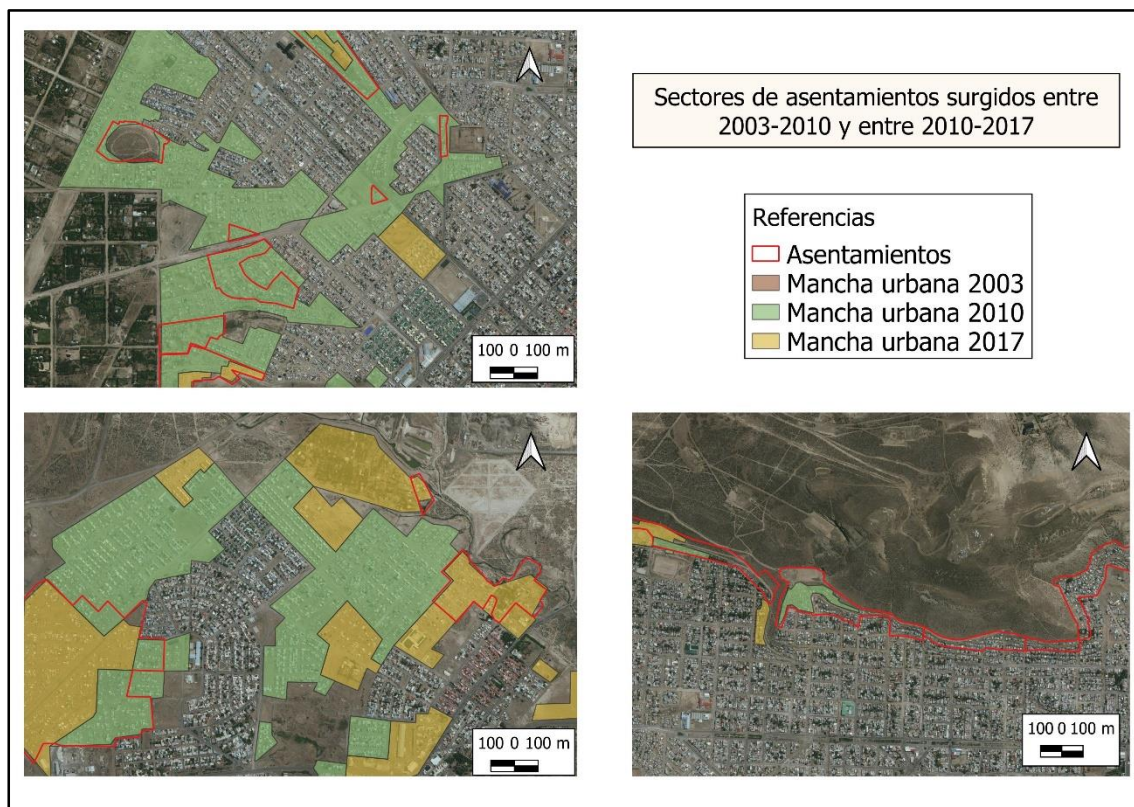 Sectores de asentamientos surgidos entre
2003-2010 y entre 2010-2017
Referencias
Asentamientos
Mancha urbana 2003
Mancha urbana 2010
Mancha urbana 2017
100 0 100 m
100 0 100 m
100 0 100 m